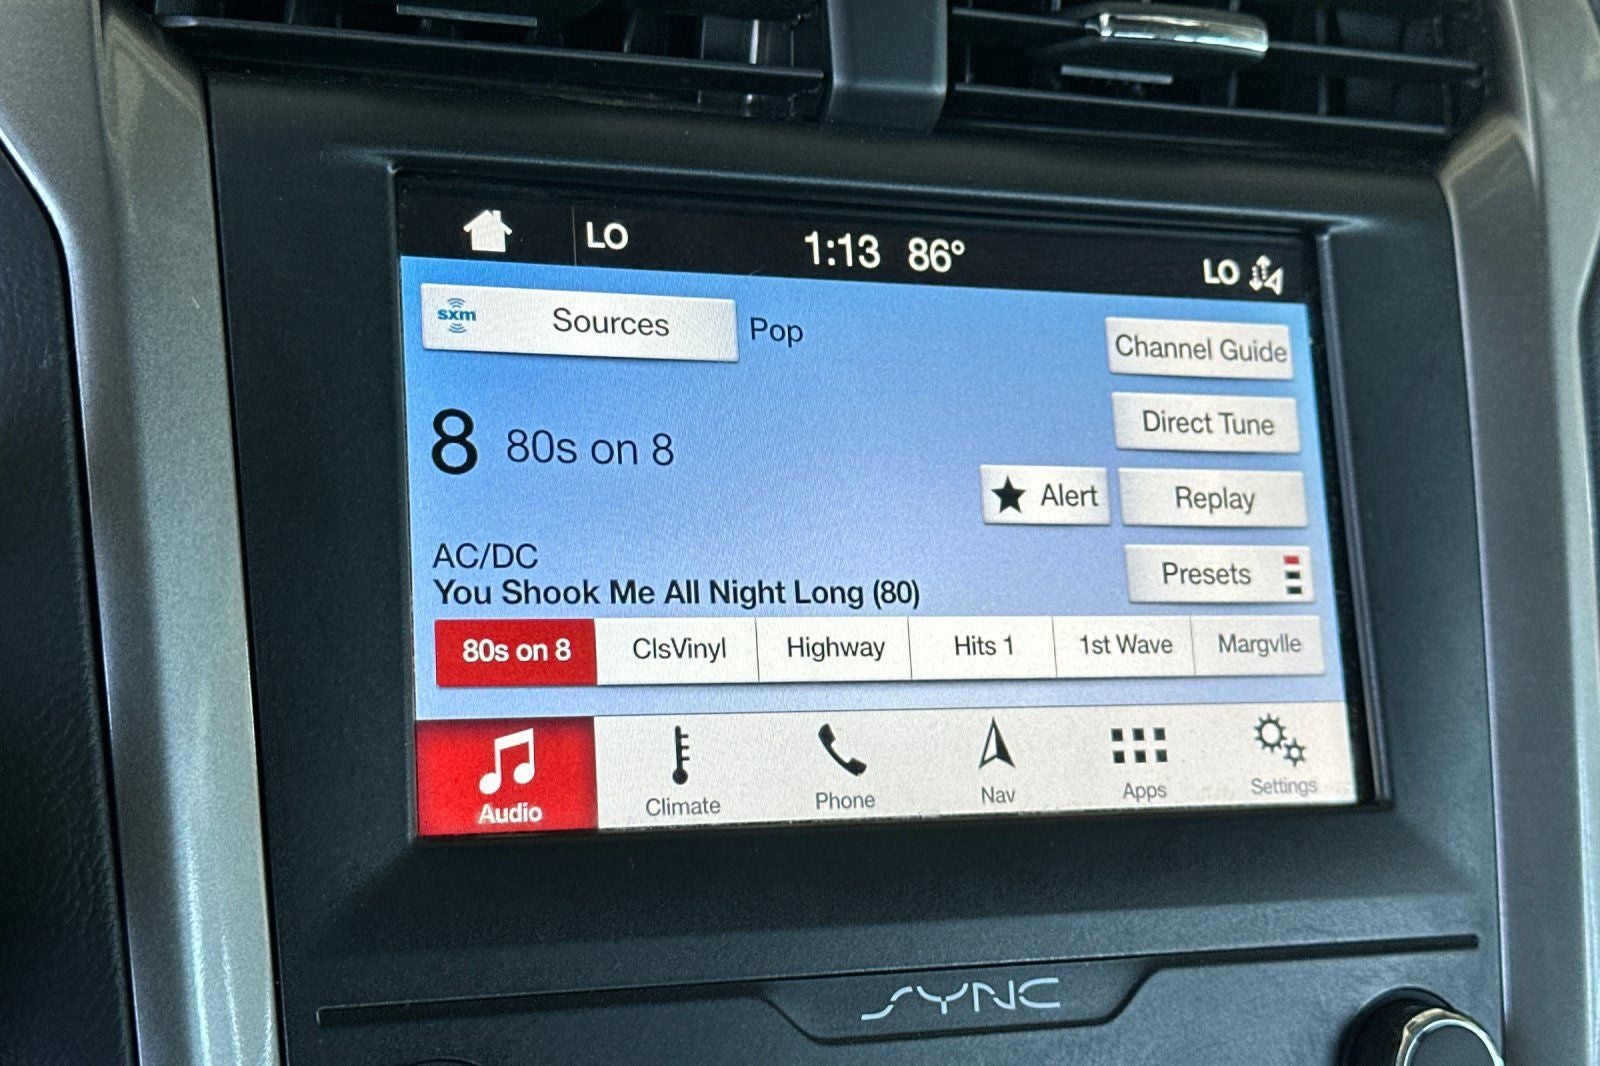 LO 1:13 86° LO
sxm Sources Pop
Channel Guide
Direct Tune
8 80s on 8
Alert Replay
AC/DC
Presets
You Shook Me All Night Long (80)
80s on 8 ClsVinyl Highway Hits 1 1st Wave Margvlle
Audio Climate Phone Nav Apps Settings
SYNC